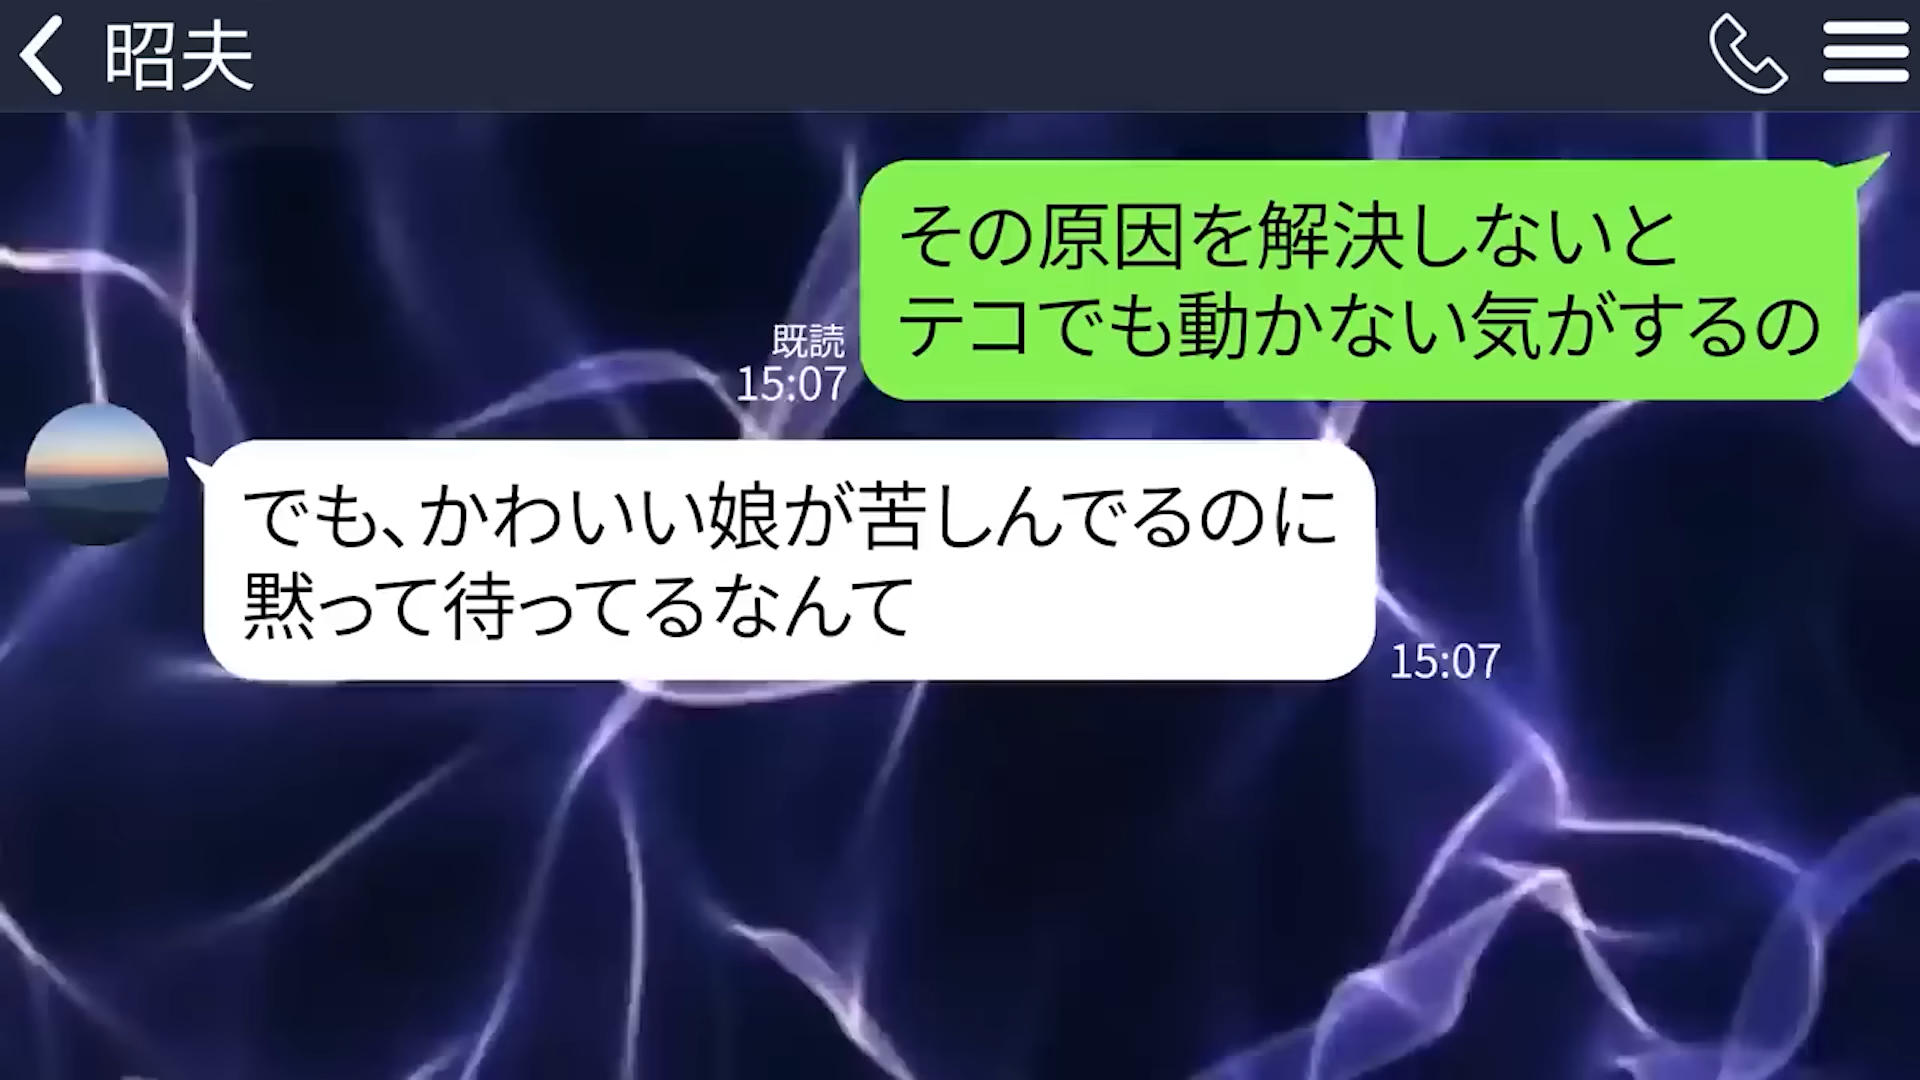 昭夫
その原因を解決しないと
テコでも動かない気がするの
既読
15:07
でも、かわいい娘が苦しんでるのに
黙って待ってるなんて
15:07